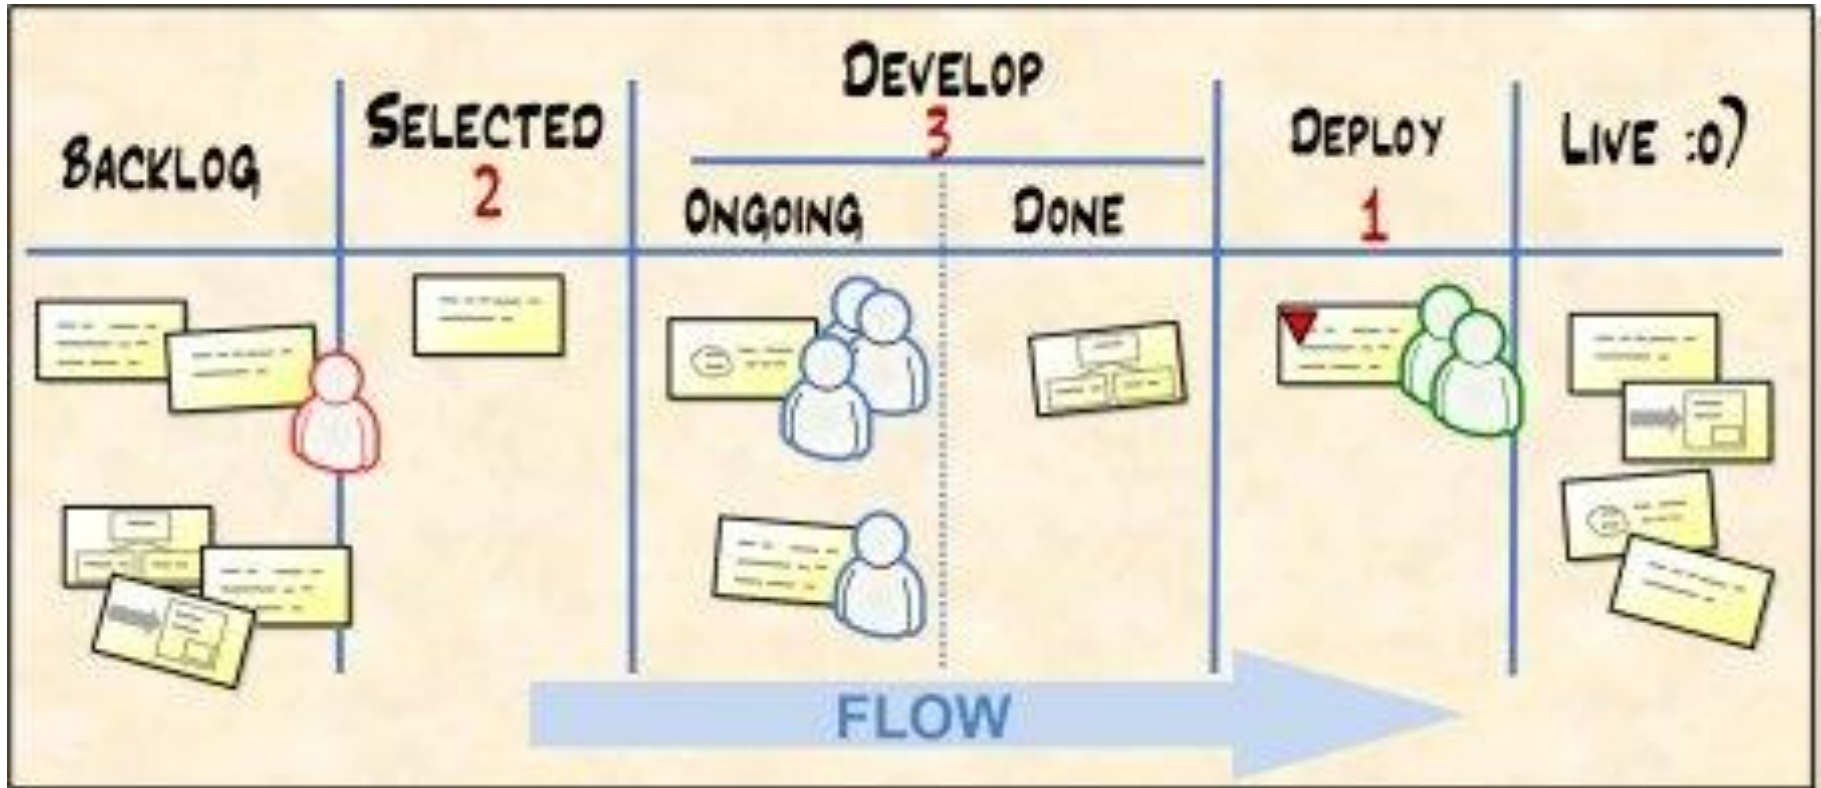 DEVELOP
3
BACKLOG
SELECTED
2
ONGOING
DONE
DEPLOY
1
LIVE :o)
FLOW